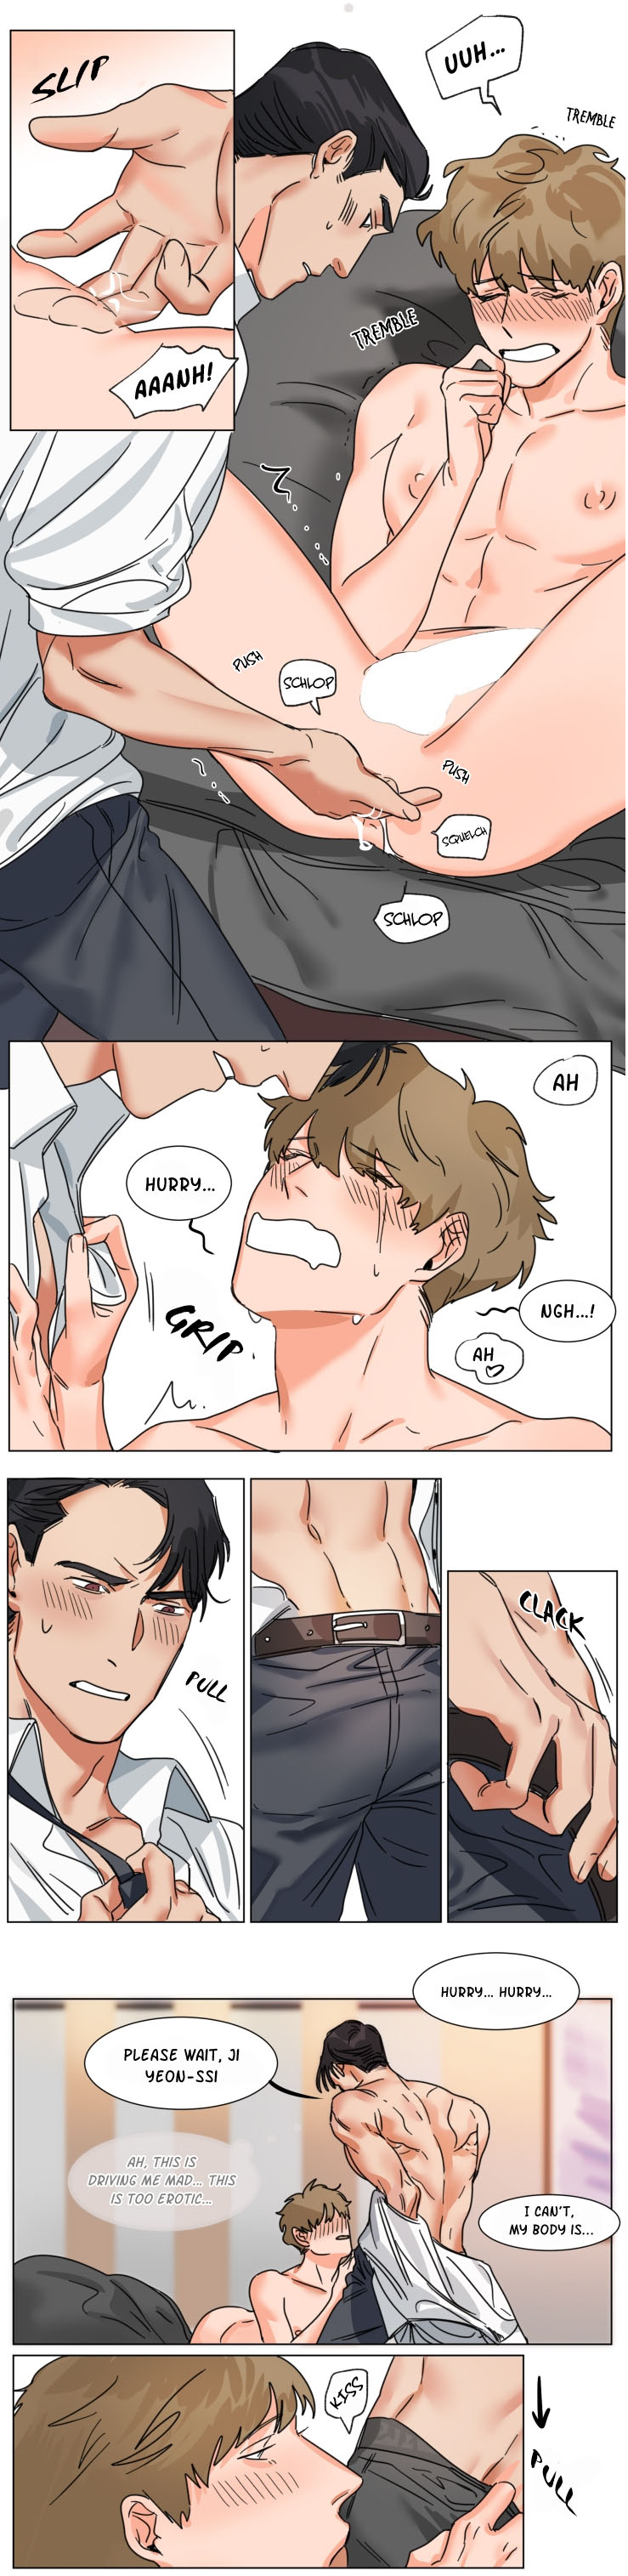 SLIP
UUH...
TREMBLE
TREMBLE
AAANH!
PUSH
SCHLOP
PUSH
SQUELCH
SCHLOP
AH
HURRY...
GRIP
NGH...!
AH
PULL
CLACK
HURRY... HURRY...
PLEASE WAIT, JI
YEON-SSI
AH, THIS IS
DRIVING ME MAD... THIS
IS TOO EROTIC...
I CAN'T,
MY BODY IS...
KISS
PULL